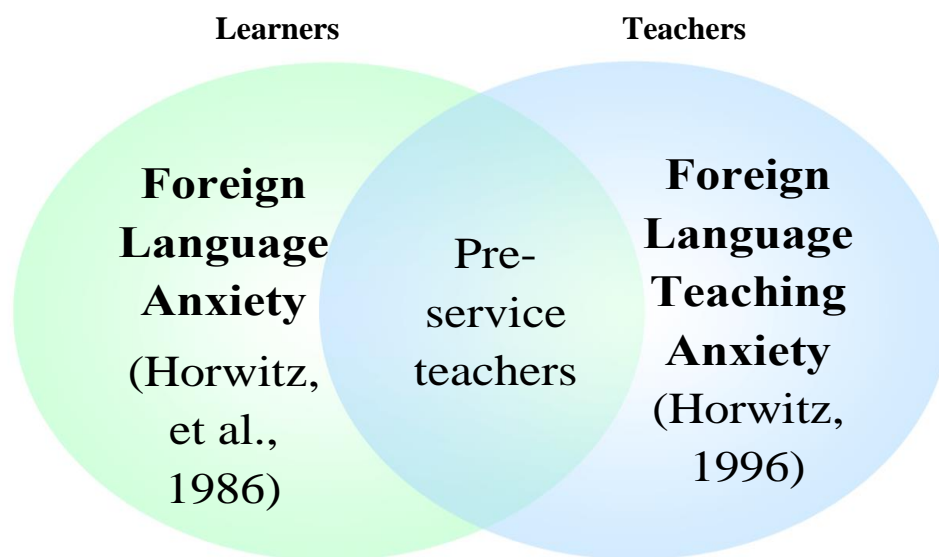 Learners
Teachers
Foreign
Language
Anxiety
(Horwitz,
et al.,
1986)
Pre-
service
teachers
Foreign
Language
Teaching
Anxiety
(Horwitz,
1996)